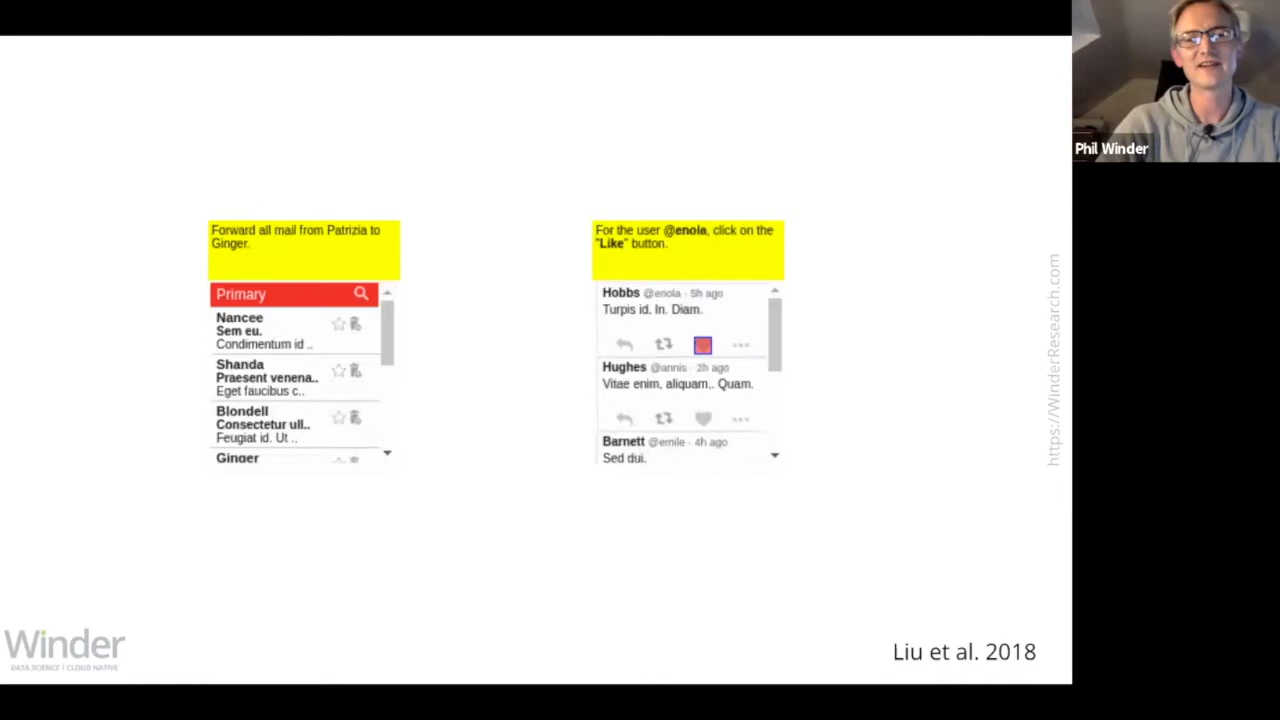 Phil Winder
Forward all mail from Patrizia to
Ginger.
Primary
Nancee
Sem eu.
Condimentum id ..
Shanda
Praesent venena..
Eget faucibus c..
Blondell
Consectetur ull..
Feugiat id. Ut ..
Ginger
For the user @enola, click on the
"Like" button.
Hobbs @enola · 5h ago
Turpis id. In. Diam.
Hughes @annis · 2h ago
Vitae enim, aliquam,. Quam.
Barnett @emile · 4h ago
Sed dui.
https://WinderResearch.com
Winder
DATA SCIENCE | CLOUD NATIVE
Liu et al. 2018